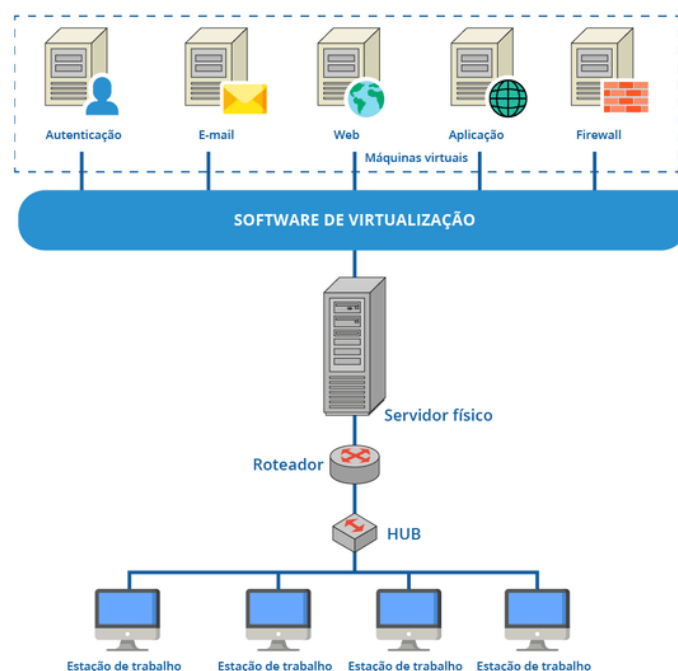 Autenticação
E-mail
Web
Aplicação
Firewall
Máquinas virtuais
SOFTWARE DE VIRTUALIZAÇÃO
Servidor físico
Roteador
HUB
Estação de trabalho
Estação de trabalho
Estação de trabalho
Estação de trabalho